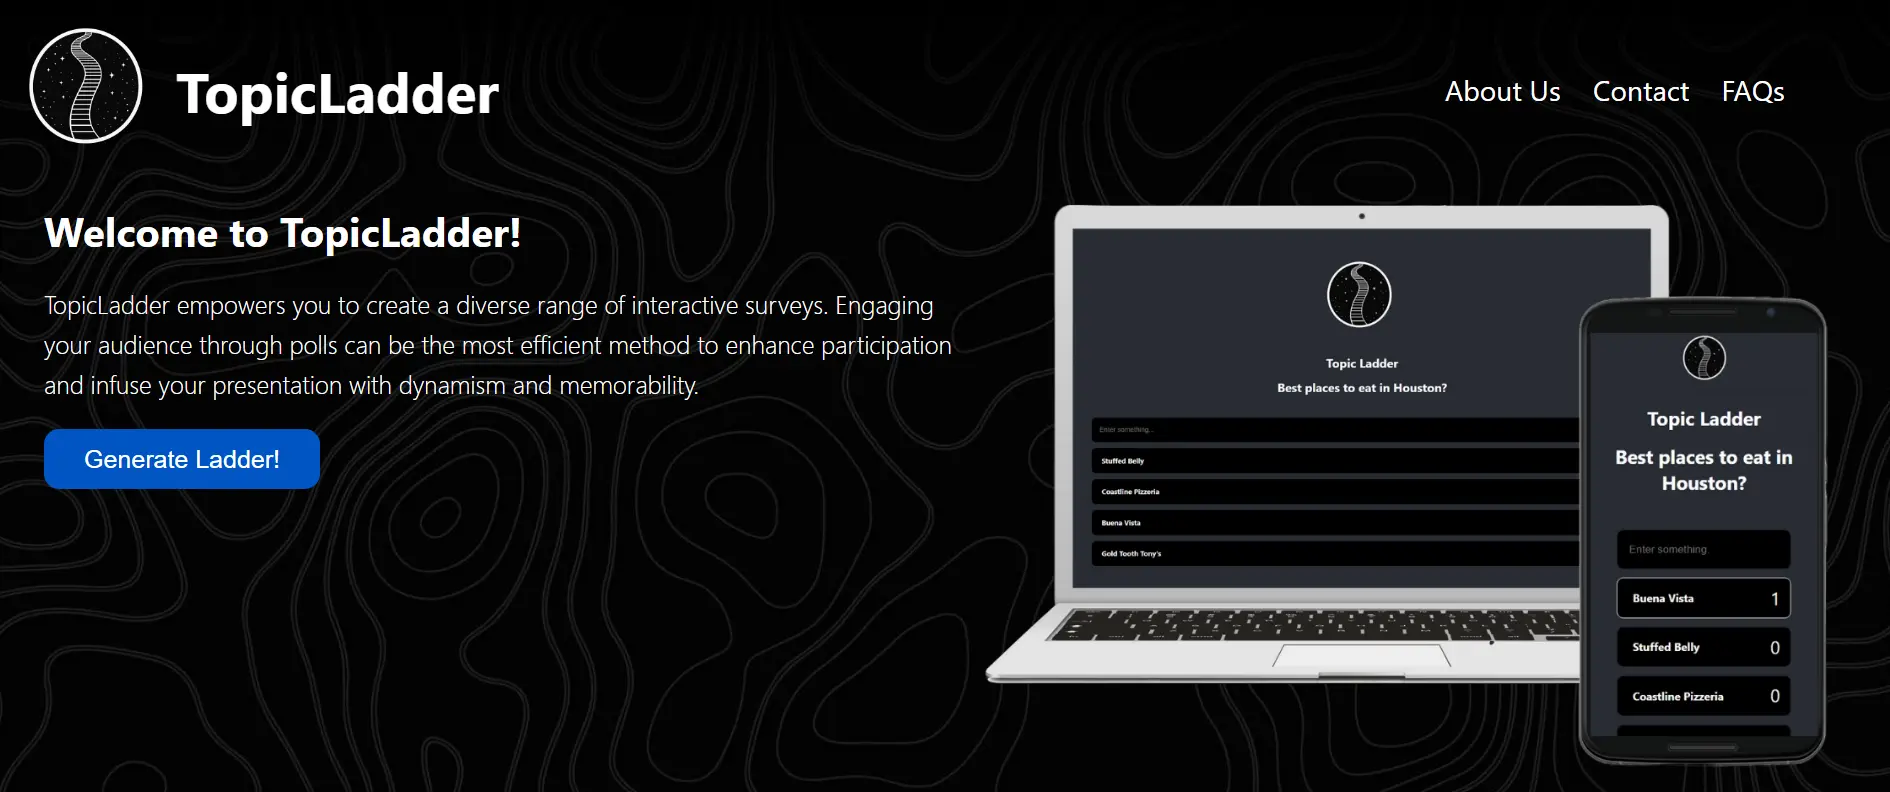 TopicLadder
About Us Contact FAQs
Welcome to TopicLadder!
TopicLadder empowers you to create a diverse range of interactive surveys. Engaging
your audience through polls can be the most efficient method to enhance participation
and infuse your presentation with dynamism and memorability.
Generate Ladder!
Topic Ladder
Best places to eat in Houston?
Enter something...
Stuffed Belly
Coastline Pizzeria
Buena Vista
Gold Tooth Tony's
Topic Ladder
Best places to eat in
Houston?
Enter something
Buena Vista 1
Stuffed Belly 0
Coastline Pizzeria 0